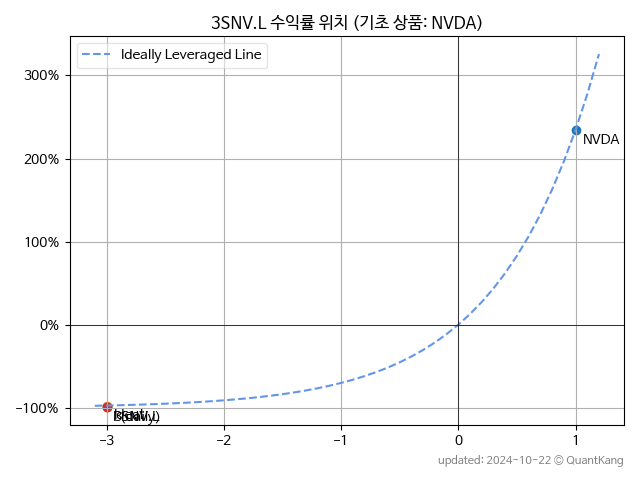 3SNV.L 수익률 위치 (기초 상품: NVDA)
Ideally Leveraged Line
300%
200%
100%
0%
−100%
NVDA
−3
−2
−1
0
1
updated: 2024-10-22 © QuantKang